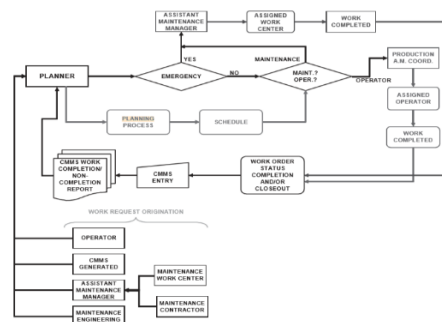 ASSISTANT
MAINTENANCE
MANAGER
ASSIGNED
WORK
CENTER
WORK
COMPLETED
YES
MAINTENANCE
PLANNER
EMERGENCY
NO
MAINT.?
OPER.?
OPERATOR
PRODUCTION
A.M. COORD.
PLANNING
PROCESS
SCHEDULE
ASSIGNED
OPERATOR
WORK
COMPLETED
CMMS WORK
COMPLETION/
NON-
COMPLETION
REPORT
CMMS
ENTRY
WORK ORDER
STATUS
COMPLETION
AND/OR
CLOSEOUT
WORK REQUEST ORIGINATION
OPERATOR
CMMS
GENERATED
ASSISTANT
MAINTENANCE
MANAGER
MAINTENANCE
WORK CENTER
MAINTENANCE
CONTRACTOR
MAINTENANCE
ENGINEERING